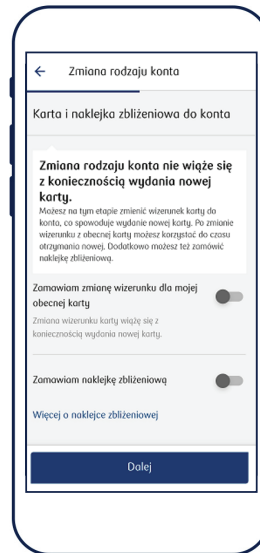 Zmiana rodzaju konta
Karta i naklejka zbliżeniowa do konta
Zmiana rodzaju konta nie wiąże się
z koniecznością wydania nowej
karty.
Możesz na tym etapie zmienić wizerunek karty do
konta, co spowoduje wydanie nowej karty. Po zmianie
wizerunku z obecnej karty możesz korzystać do czasu
otrzymania nowej. Dodatkowo możesz też zamówić
naklejkę zbliżeniową.
Zamawiam zmianę wizerunku dla mojej
obecnej karty
Zmiana wizerunku karty wiążę się z
koniecznością wydania nowej karty.
Zamawiam naklejkę zbliżeniową
Więcej o naklejce zbliżeniowej
Dalej